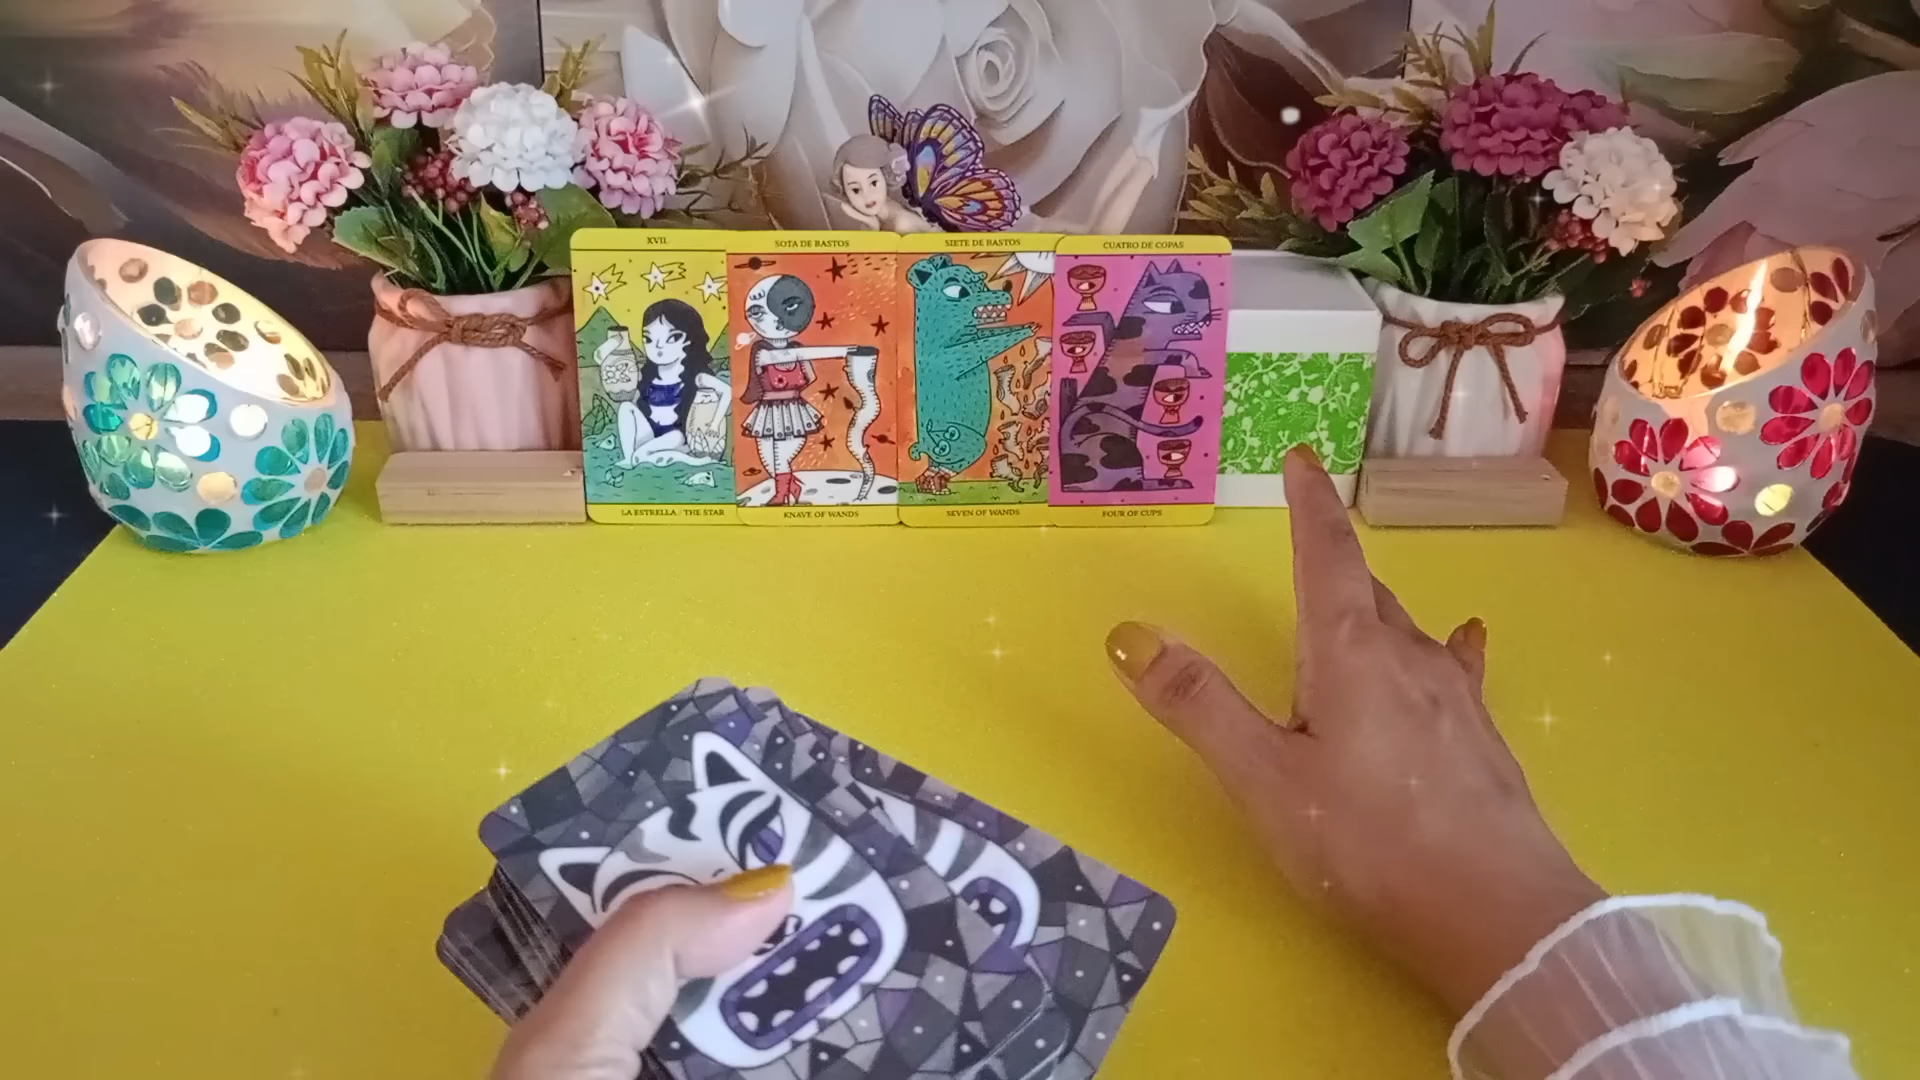 XVII.
LA ESTRELLA / THE STAR
SOTA DE BASTOS
KNAVE OF WANDS
SIETE DE BASTOS
SEVEN OF WANDS
CUATRO DE COPAS
FOUR OF CUPS